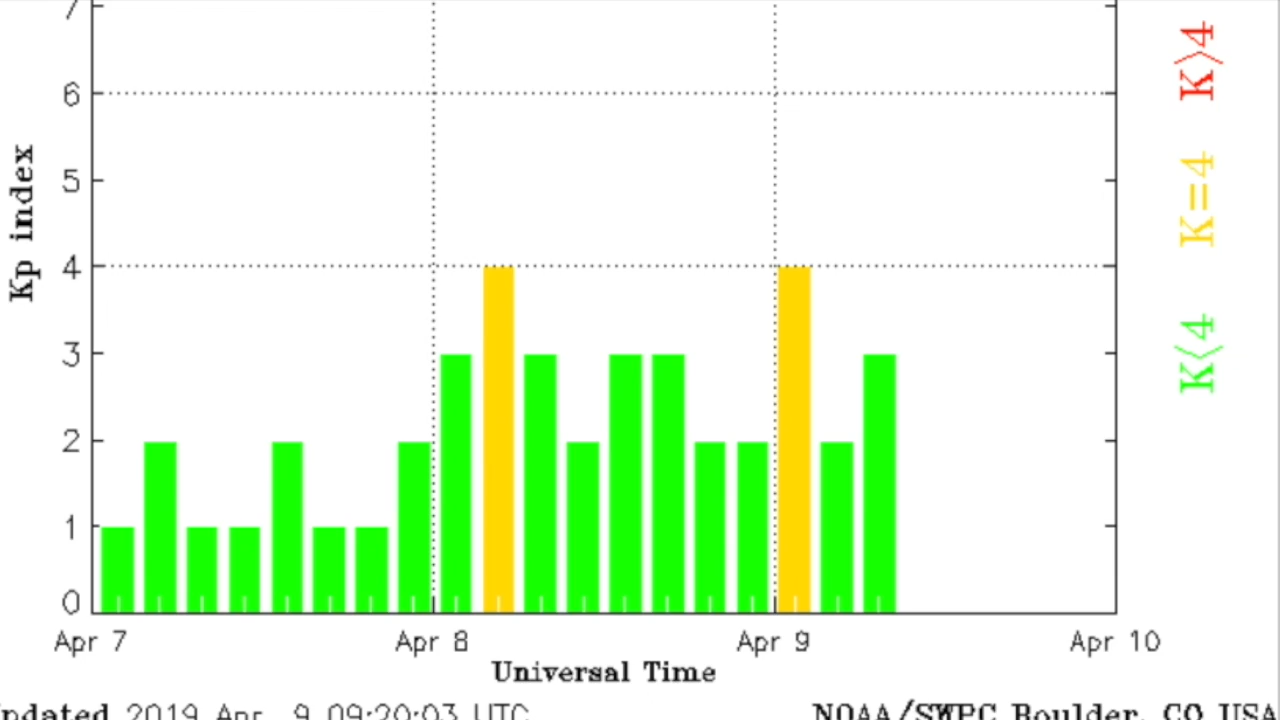 7
6
5
4
3
2
1
0
Kp index
K>4
K=4
K<4
Apr 7 Apr 8 Apr 9 Apr 10
Universal Time
Updated 2019 Apr 9 09:20:03 UTC NOAA/SWPC Boulder, CO USA